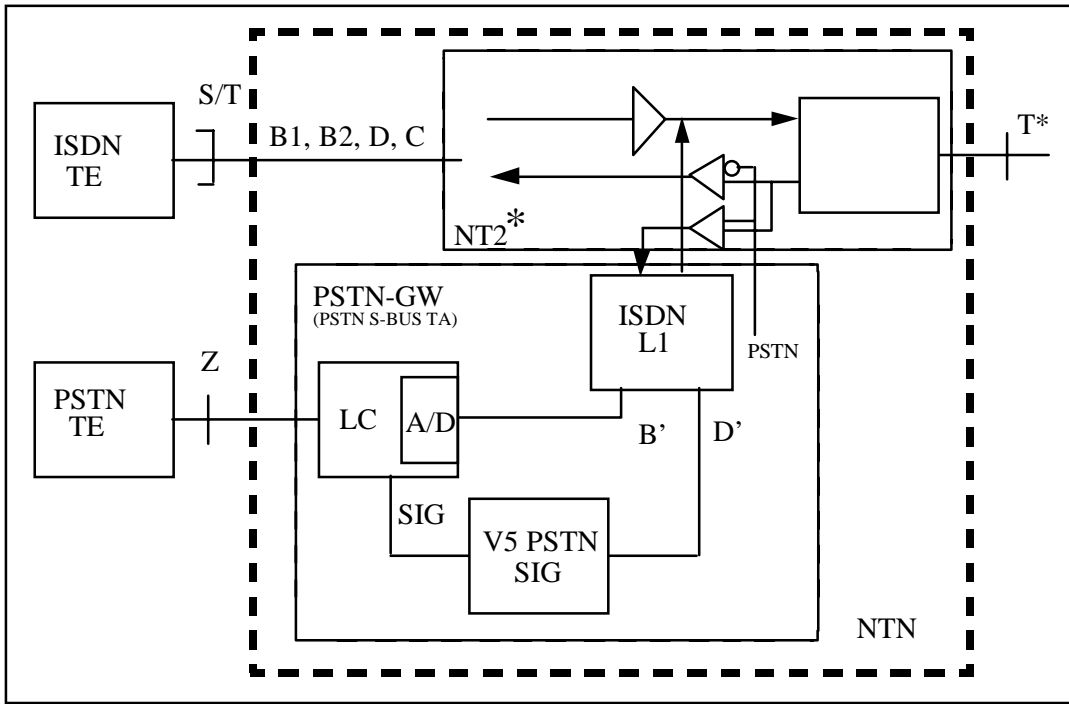 S/T
ISDN
TE
B1, B2, D, C
T*
NT2*
PSTN-GW
(PSTN S-BUS TA)
ISDN
L1
PSTN
Z
PSTN
TE
LC
A/D
B’
D’
SIG
V5 PSTN
SIG
NTN